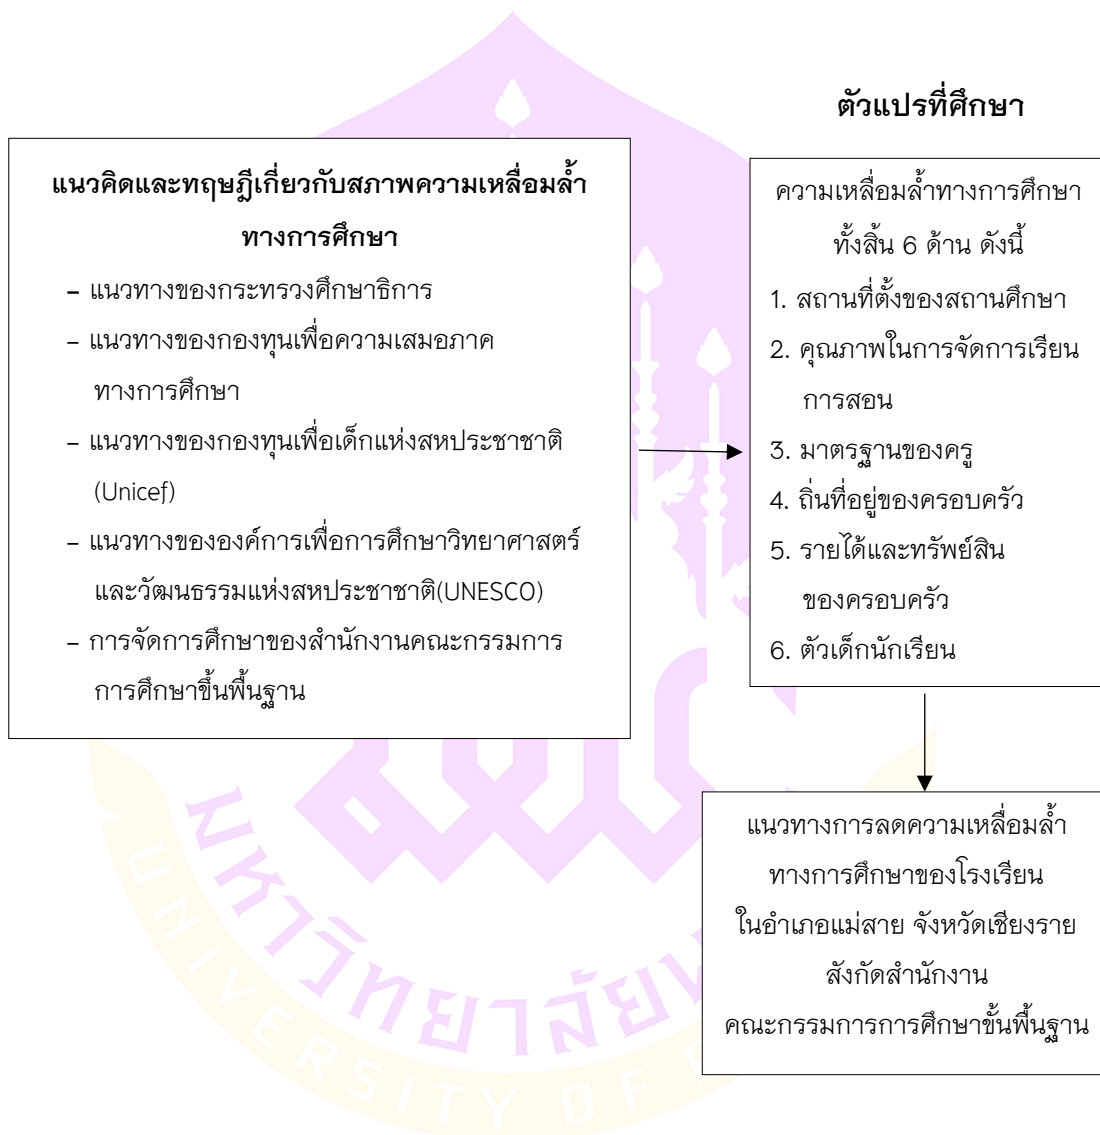 แนวคิดและทฤษฎีเกี่ยวกับสภาพความเหลื่อมล้ำ
ทางการศึกษา
– แนวทางของกระทรวงศึกษาธิการ
– แนวทางของกองทุนเพื่อความเสมอภาค
ทางการศึกษา
– แนวทางของกองทุนเพื่อเด็กแห่งสหประชาชาติ
(Unicef)
– แนวทางขององค์การเพื่อการศึกษาวิทยาศาสตร์
และวัฒนธรรมแห่งสหประชาชาติ(UNESCO)
– การจัดการศึกษาของสำนักงานคณะกรรมการ
การศึกษาขึ้นพื้นฐาน
ตัวแปรที่ศึกษา
ความเหลื่อมล้ำทางการศึกษา
ทั้งสิ้น 6 ด้าน ดังนี้
1. สถานที่ตั้งของสถานศึกษา
2. คุณภาพในการจัดการเรียน
การสอน
3. มาตรฐานของครู
4. ถิ่นที่อยู่ของครอบครัว
5. รายได้และทรัพย์สิน
ของครอบครัว
6. ตัวเด็กนักเรียน
แนวทางการลดความเหลื่อมล้ำ
ทางการศึกษาของโรงเรียน
ในอำเภอแม่สาย จังหวัดเชียงราย
สังกัดสำนักงาน
คณะกรรมการการศึกษาขั้นพื้นฐาน
มหาวิทยาลัย
UNIVERSITY OF